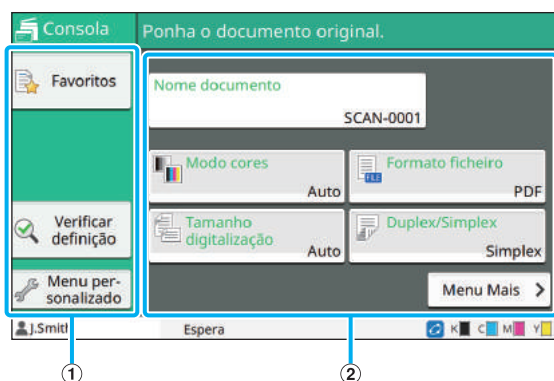 Consola
Ponha o documento original.
Favoritos
Verificar
definição
Menu per-
sonalizado
Nome documento
SCAN-0001
Modo cores
Auto
Formato ficheiro
PDF
Tamanho
digitalização
Auto
Duplex/Simplex
Simplex
Menu Mais
J.Smith
Espera
K C M Y
1
2